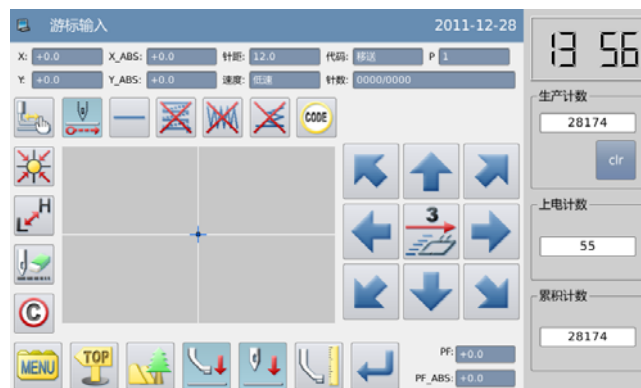 游标输入 2011-12-28
13 56
X: +0.0 X_ABS: +0.0 针距: 12.0 代码: 移送 P 1
Y: +0.0 Y_ABS: +0.0 速度: 低速 针数: 0000/0000
生产计数
28174
clr
CODE
H
L
3
上电计数
55
C
累积计数
28174
MENU TOP
PF: +0.0
PF_ABS: +0.0